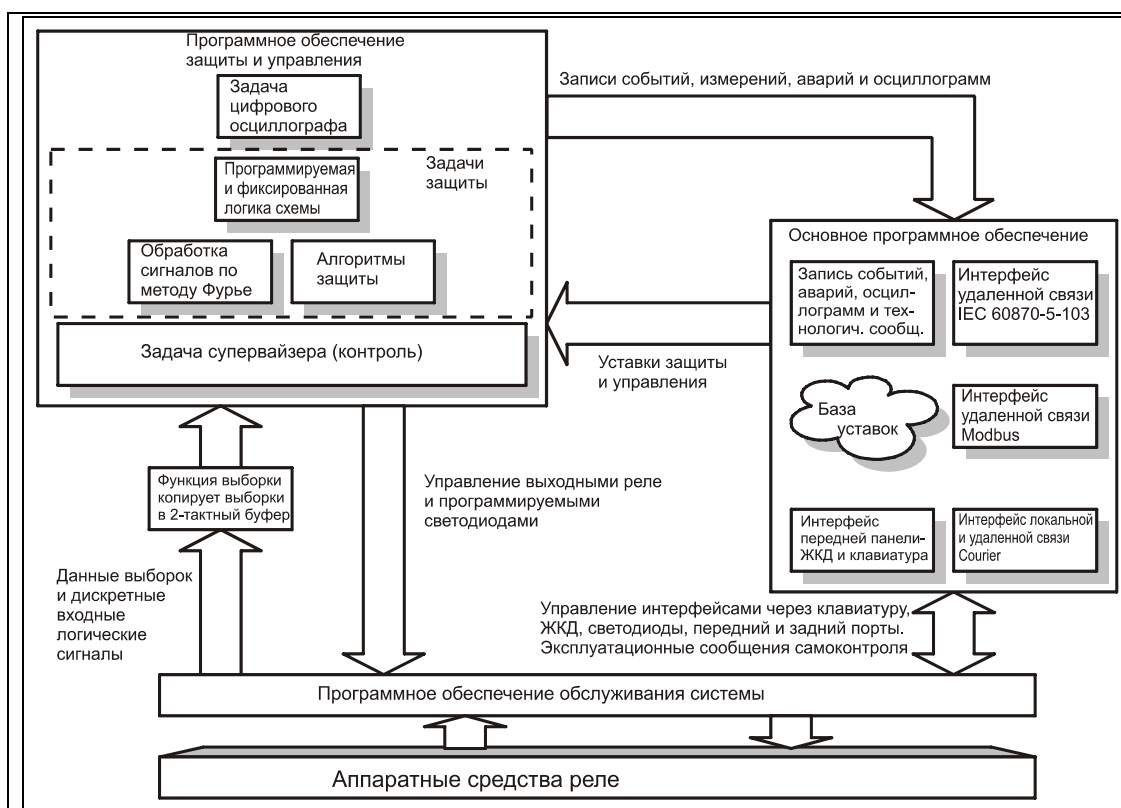 Программное обеспечение
защиты и управления
Задача
цифрового
осциллографа
Задачи
защиты
Программируемая
и фиксированная
логика схемы
Обработка
сигналов по
методу Фурье
Алгоритмы
защиты
Задача супервайзера (контроль)
Записи событий, измерений, аварий и осциллограмм
Основное программное обеспечение
Запись событий,
аварий, осцил-
лограмм и тех-
нологич. сообщ.
Интерфейс
удаленной связи
IEC 60870-5-103
Уставки защиты
и управления
База
уставок
Интерфейс
удаленной связи
Modbus
Интерфейс
передней панели-
ЖКД и клавиатура
Интерфейс локальной
и удаленной связи
Courier
Функция выборки
копирует выборки
в 2-тактный буфер
Управление выходными реле
и программируемыми
светодиодами
Данные выборок
и дискретные
входные
логические
сигналы
Управление интерфейсами через клавиатуру,
ЖКД, светодиоды, передний и задний порты.
Эксплуатационные сообщения самоконтроля
Программное обеспечение обслуживания системы
Аппаратные средства реле